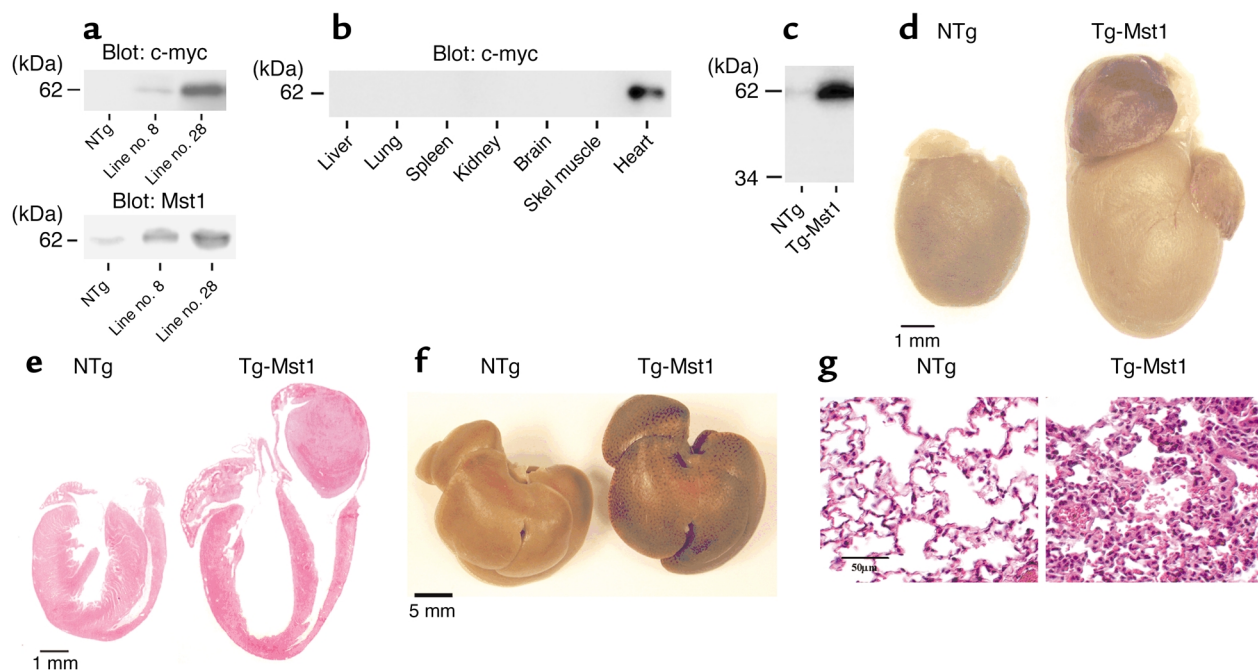 a
Blot: c-myc
(kDa)
62
NTg
Line no. 8
Line no. 28
Blot: Mst1
(kDa)
62
NTg
Line no. 8
Line no. 28
b
Blot: c-myc
(kDa)
62
Liver
Lung
Spleen
Kidney
Brain
Skel muscle
Heart
c
(kDa)
62
34
NTg
Tg-Mst1
d
NTg
Tg-Mst1
1 mm
e
NTg
Tg-Mst1
1 mm
f
NTg
Tg-Mst1
5 mm
g
NTg
Tg-Mst1
50µm